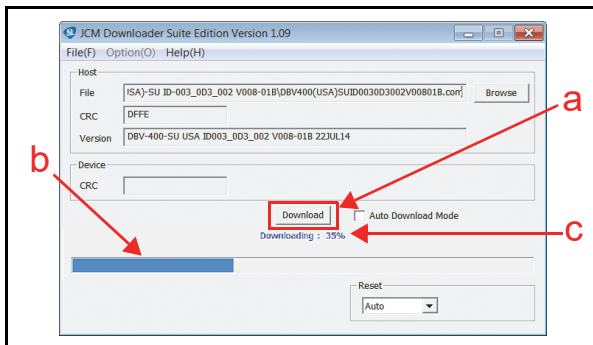 JCM Downloader Suite Edition Version 1.09
File(F) Option(O) Help(H)
Host
File ISA)-SU ID-003_0D3_002 V008-01B\DBV400(USA)SUID0030D3002V00801B.com Browse
a
CRC DFFE
Version DBV-400-SU USA ID003_0D3_002 V008-01B 22JUL14
b
Device
CRC
Download Auto Download Mode
Downloading : 35%
c
Reset
Auto